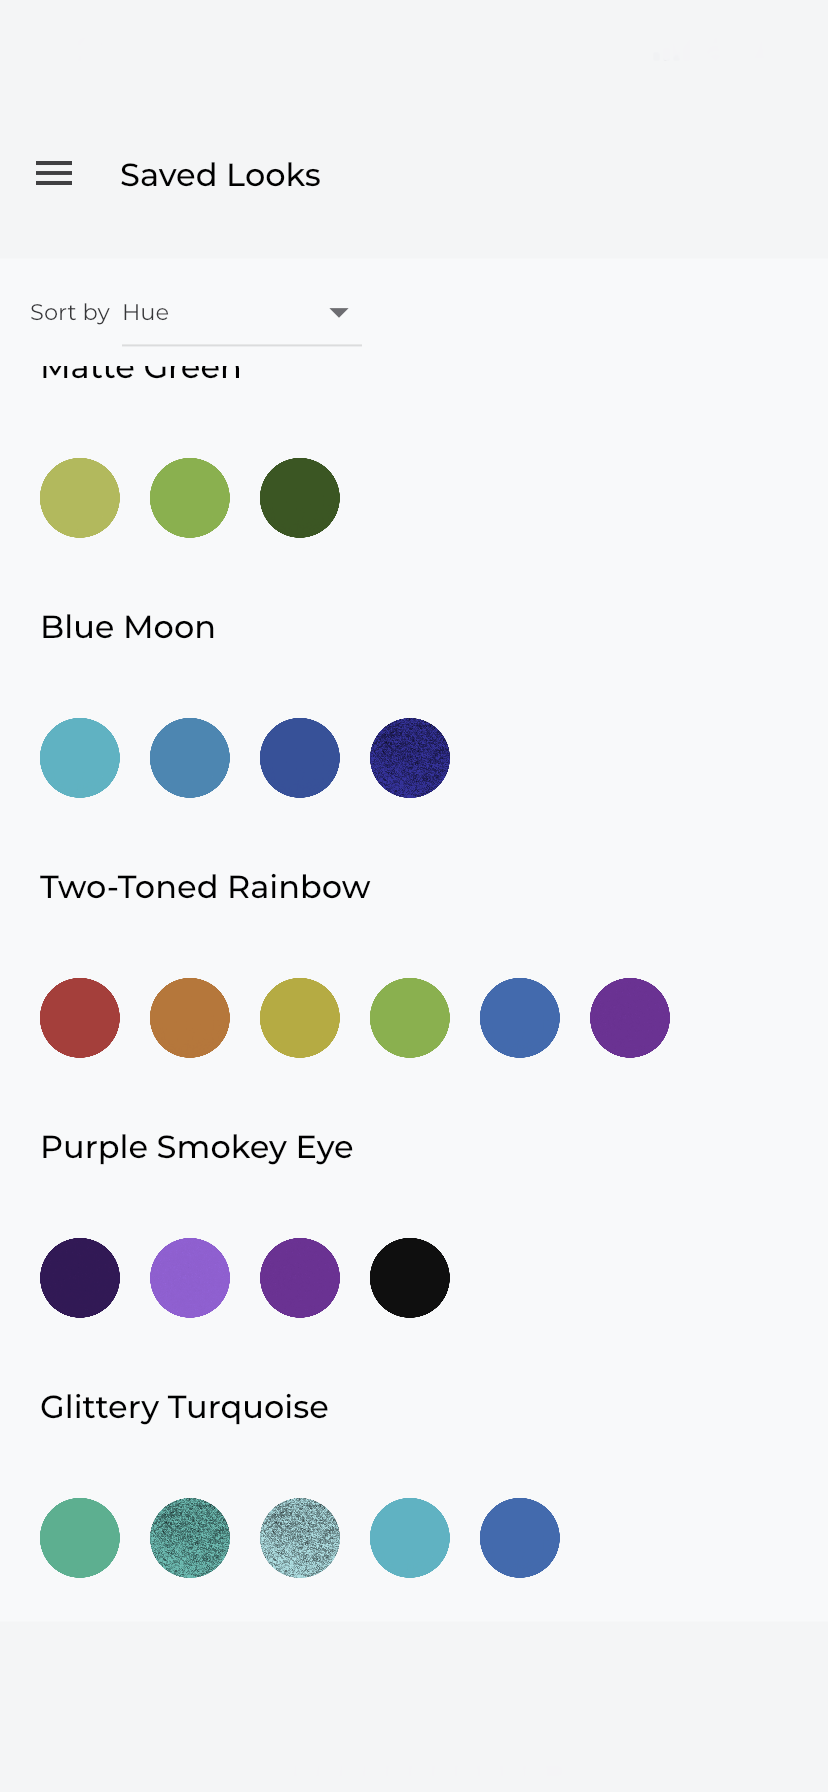 Saved Looks
Sort by Hue
Matte Green
Blue Moon
Two-Toned Rainbow
Purple Smokey Eye
Glittery Turquoise